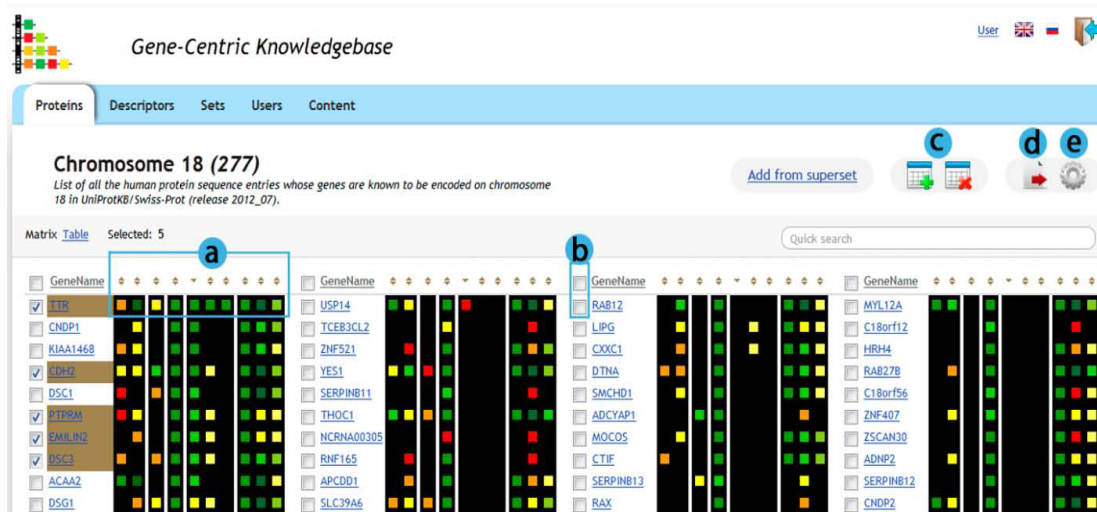 Gene-Centric Knowledgebase
User
Proteins Descriptors Sets Users Content
c d e
Chromosome 18 (277)
List of all the human protein sequence entries whose genes are known to be encoded on chromosome
18 in UniProtKB/Swiss-Prot (release 2012_07).
Add from superset
Matrix Table Selected: 5
Quick search
a b
GeneName GeneName GeneName GeneName
TTR USP14 RAB12 MYL12A
CNDP1 TCEB3CL2 LIPG C18orf12
KIAA1468 ZNF521 CXXC1 HRH4
CDH2 YES1 DTNA RAB27B
DSC1 SERPINB11 SMCHD1 C18orf56
PTPRM THOC1 ADCYAP1 ZNF407
EMILIN2 NCRNA00305 MOCOS ZSCAN30
DSC3 RNF165 CTIF ADNP2
ACAA2 APCDD1 SERPINB13 SERPINB12
DSG1 SLC39A6 RAX CNDP2